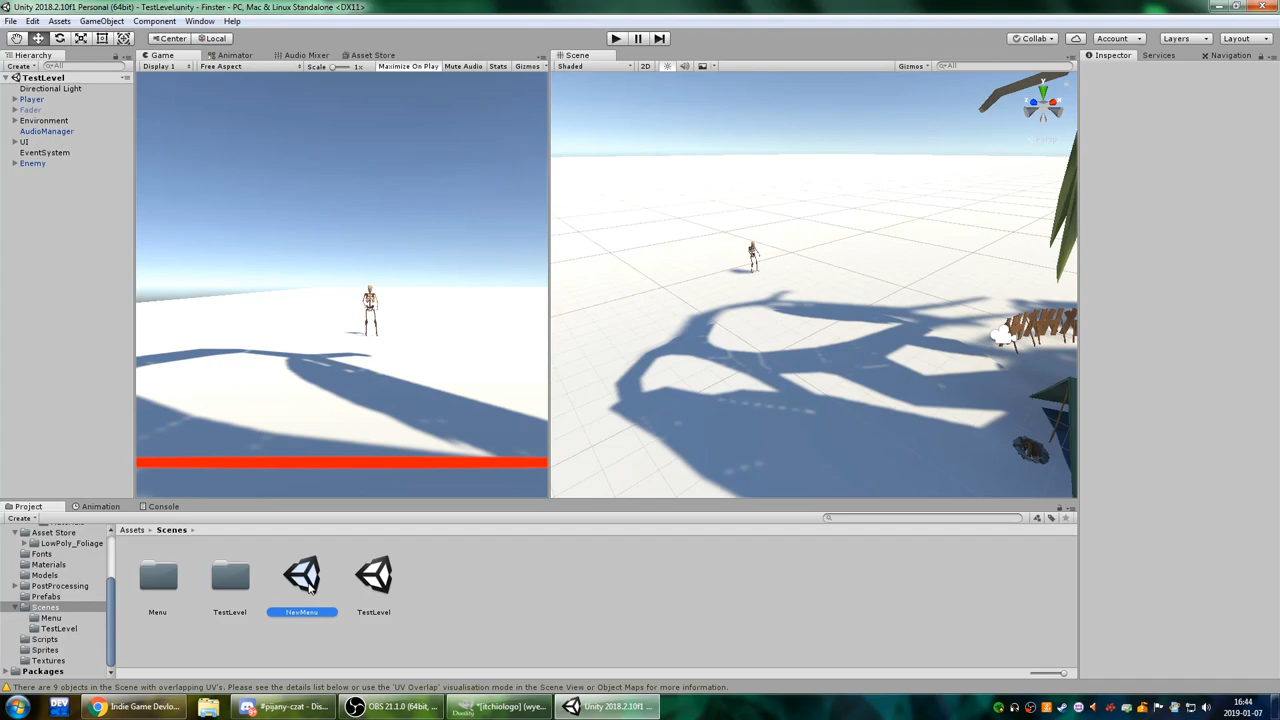 Unity 2018.2.10f1 Personal (64bit) - TestLevel.unity - Finster - PC, Mac & Linux Standalone <DX11>
File Edit Assets GameObject Component Window Help
Center Local Collab Account Layers Layout
Hierarchy Game Animator Audio Mixer Asset Store Scene Inspector Services Navigation
Create All Display 1 Free Aspect Scale 1x Maximize On Play Mute Audio Stats Gizmos Shaded 2D Gizmos All
TestLevel
Directional Light
Player
Fader
Environment
AudioManager
UI
EventSystem
Enemy
y
Project Animation Console
Create
Assets Scenes
Asset Store
LowPoly_Foliage
Fonts
Materials
Models
PostProcessing
Prefabs
Scenes
Menu
TestLevel
Scripts
Sprites
Textures
Packages
Menu TestLevel NewMenu TestLevel
There are 9 objects in the Scene with overlapping UV's. Please see the details list below or use the 'UV Overlap' visualisation mode in the Scene View or Object Maps for more information.
DEV Indie Game Devlo... #pijany-czat - Dis... OBS 21.1.0 (64bit, ... *[itchiologo] (wye... Unity 2018.2.10f1 ...
16:44
2019-01-07